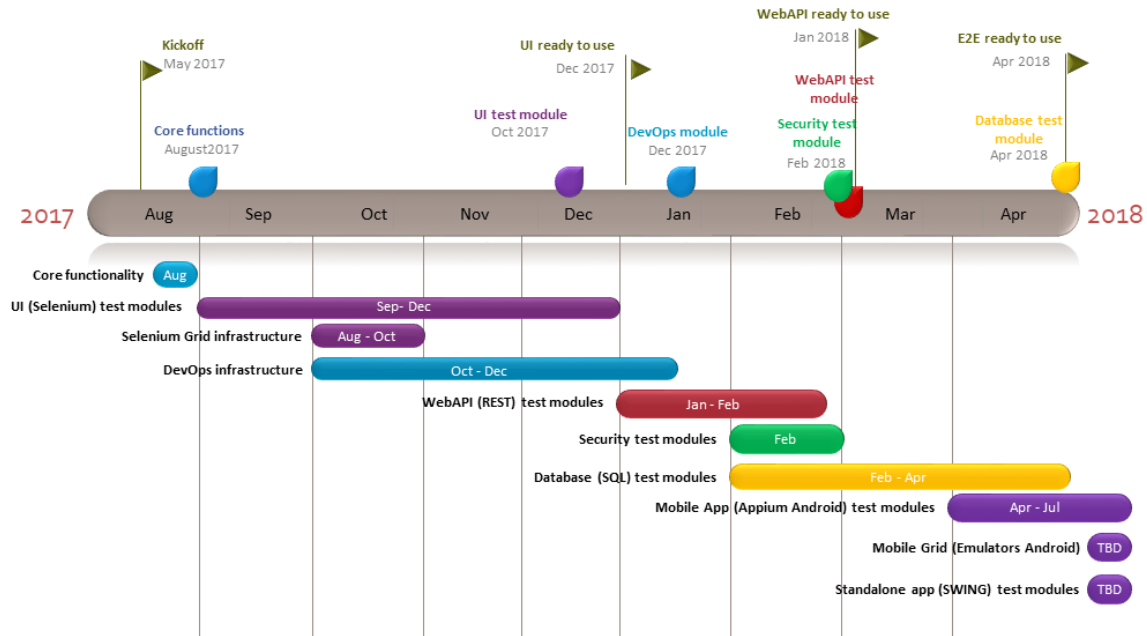 WebAPI ready to use
Jan 2018
Kickoff
May 2017
UI ready to use
Dec 2017
E2E ready to use
Apr 2018
WebAPI test
module
UI test module
Oct 2017
Core functions
August2017
DevOps module
Dec 2017
Security test
module
Feb 2018
Database test
module
Apr 2018
2017
Aug
Sep
Oct
Nov
Dec
Jan
Feb
Mar
Apr
2018
Core functionality
Aug
UI (Selenium) test modules
Sep- Dec
Selenium Grid infrastructure
Aug - Oct
DevOps infrastructure
Oct - Dec
WebAPI (REST) test modules
Jan - Feb
Security test modules
Feb
Database (SQL) test modules
Feb - Apr
Mobile App (Appium Android) test modules
Apr - Jul
Mobile Grid (Emulators Android)
TBD
Standalone app (SWING) test modules
TBD